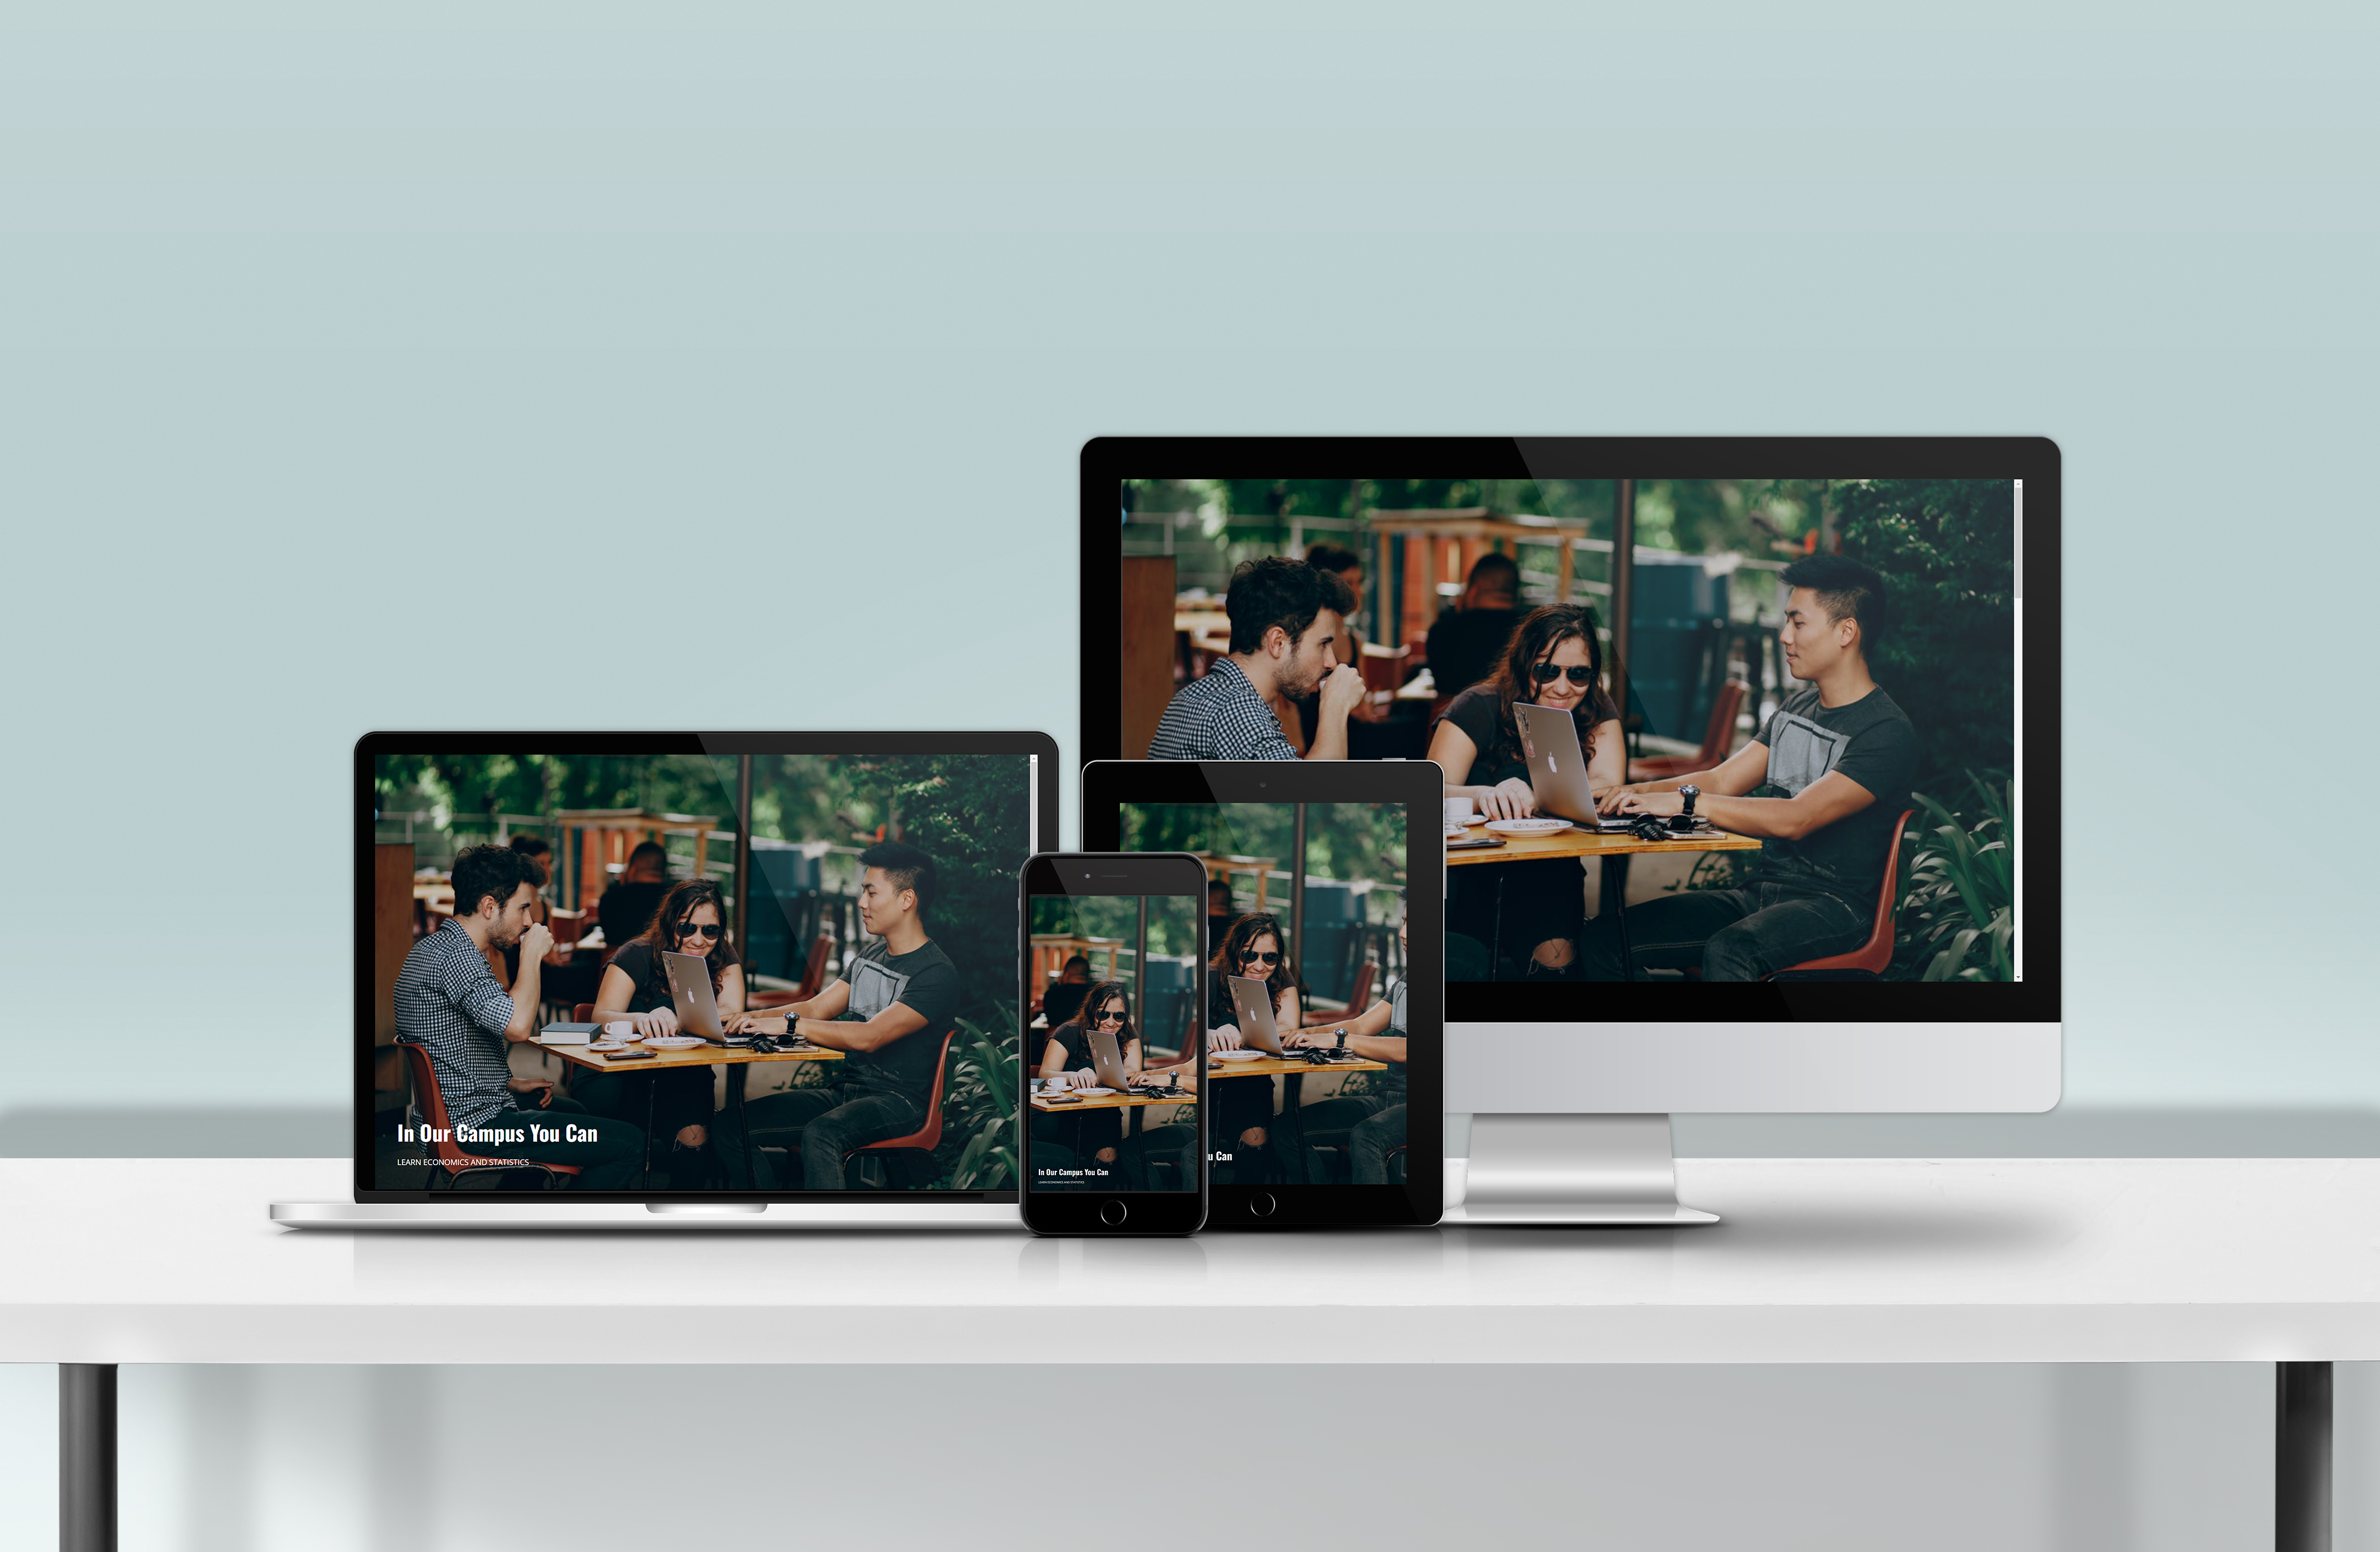 In Our Campus You Can
LEARN ECONOMICS AND STATISTICS
In Our Campus You Can
LEARN ECONOMICS AND STATISTICS
u Can